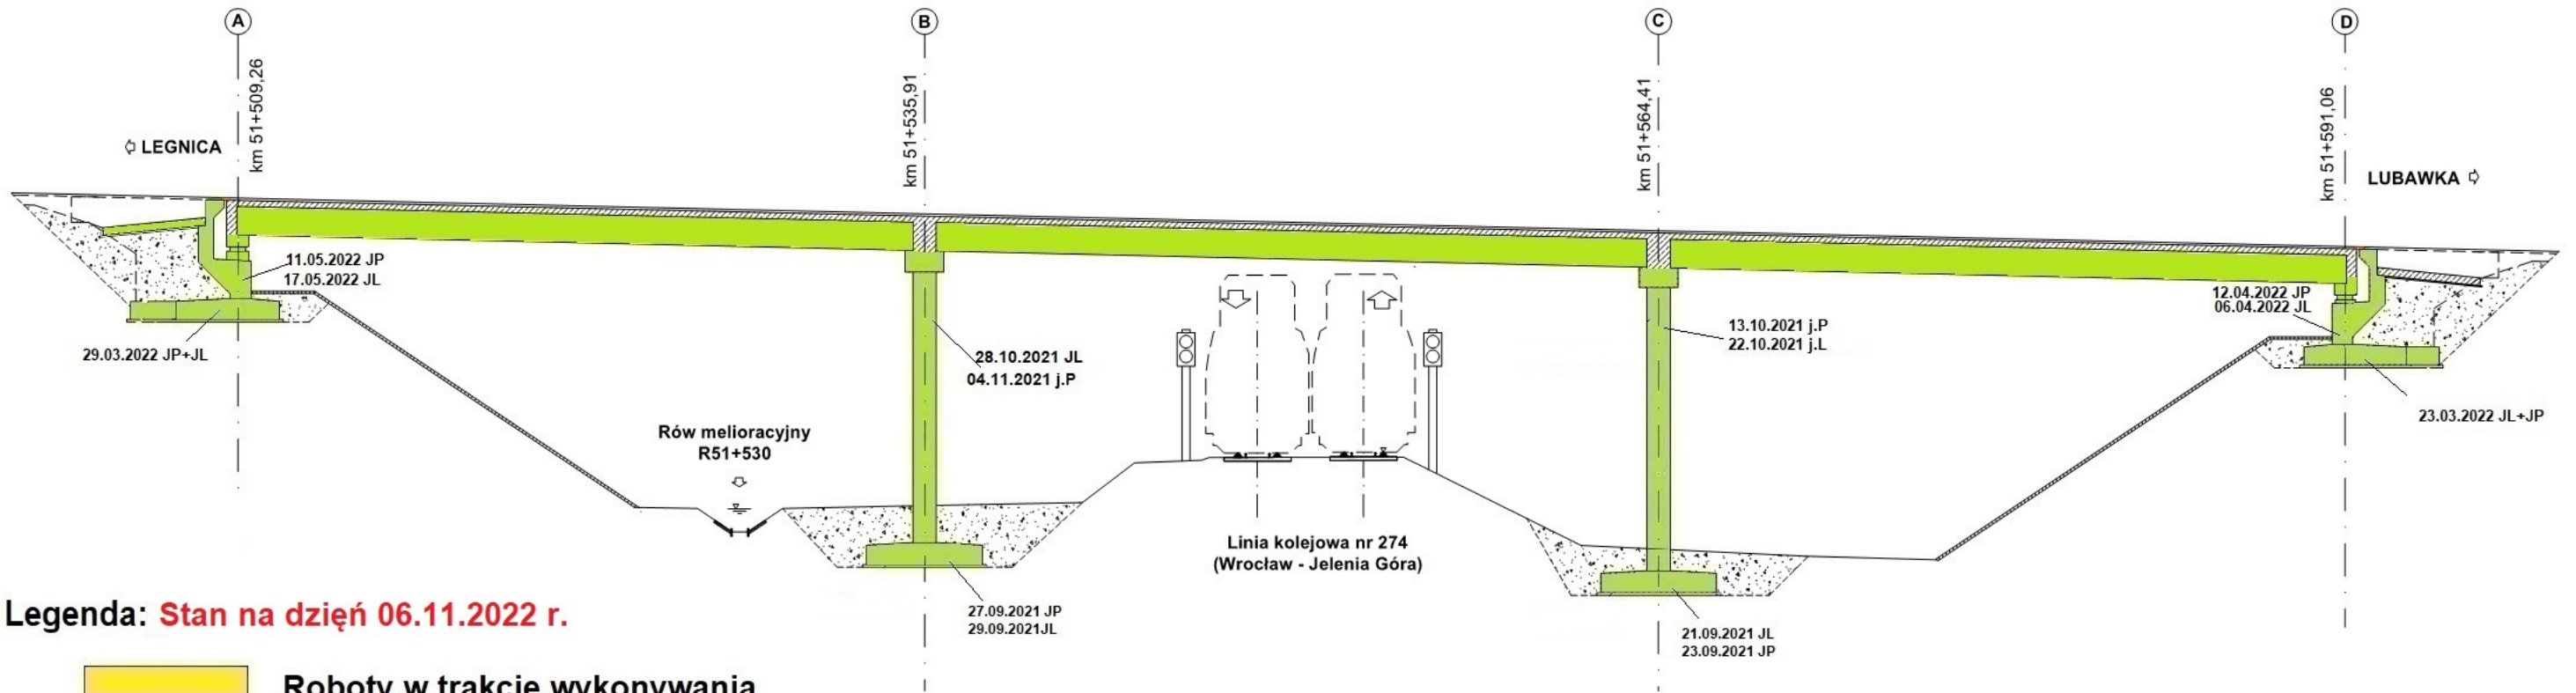 A
B
C
D
km 51+509,26
km 51+535,91
km 51+564,41
km 51+591,06
LEGNICA
LUBAWKA
11.05.2022 JP
17.05.2022 JL
29.03.2022 JP+JL
28.10.2021 JL
04.11.2021 j.P
13.10.2021 j.P
22.10.2021 j.L
12.04.2022 JP
06.04.2022 JL
23.03.2022 JL+JP
Rów melioracyjny
R51+530
Linia kolejowa nr 274
(Wrocław - Jelenia Góra)
27.09.2021 JP
29.09.2021JL
21.09.2021 JL
23.09.2021 JP
Legenda: Stan na dzięń 06.11.2022 r.
Roboty w trakcie wykonywania